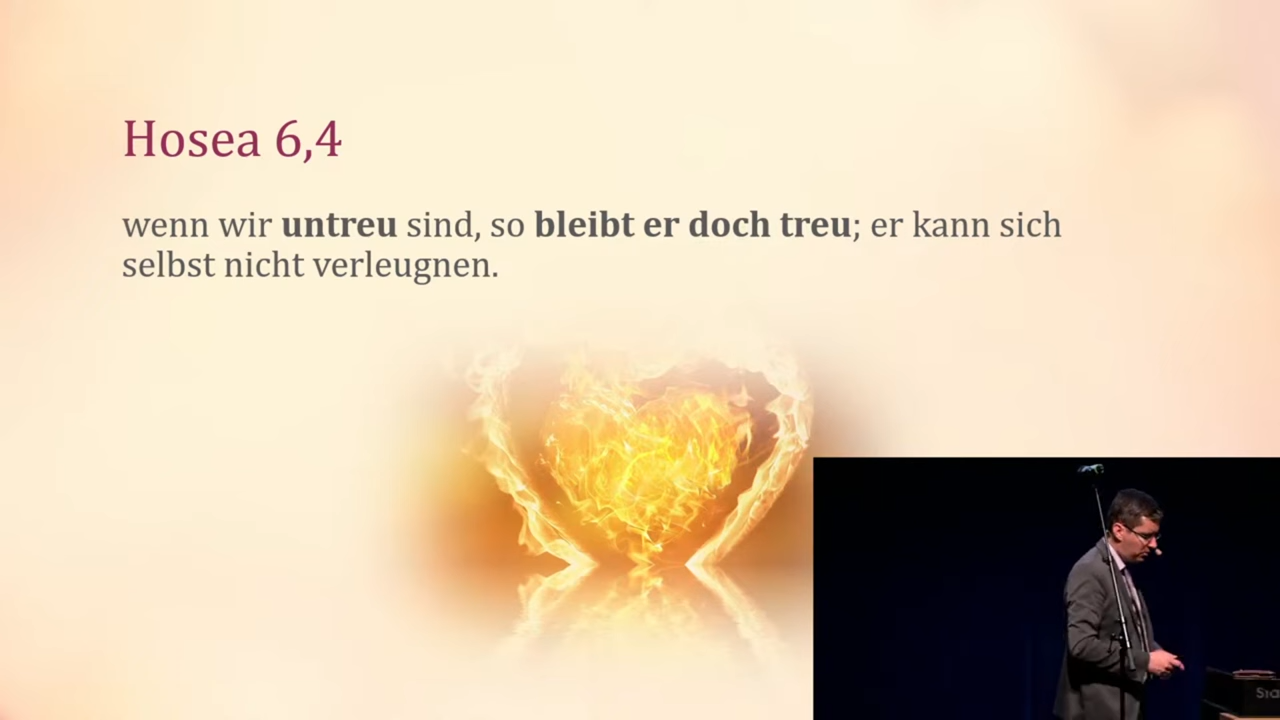 Hosea 6,4
wenn wir untreu sind, so bleibt er doch treu; er kann sich
selbst nicht verleugnen.